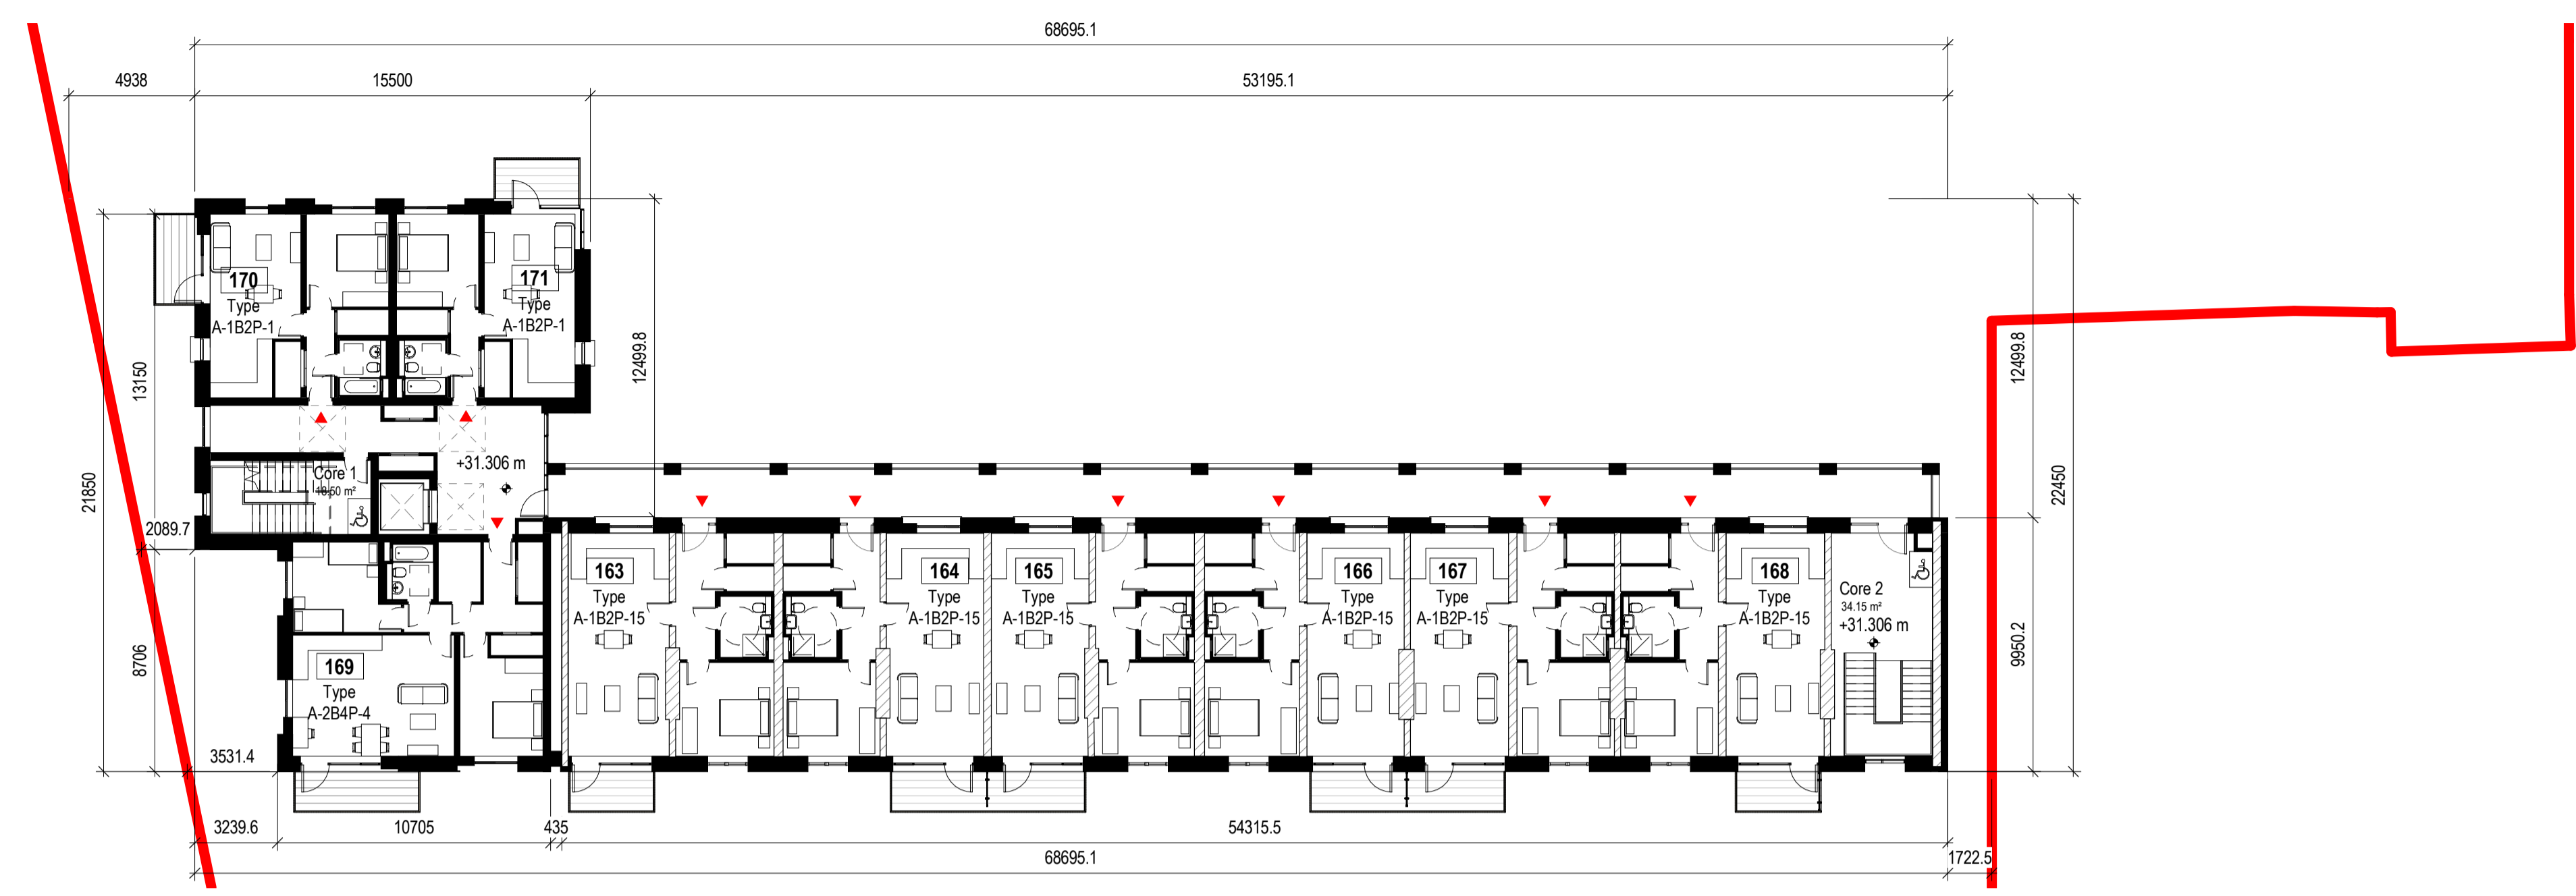 68695.1
4938
15500
53195.1
170
Type
A-1B2P-1
171
Type
A-1B2P-1
13150
12499.8
12499.8
21850
22450
Core 1
18.50 m²
+31.306 m
2089.7
163
Type
A-1B2P-15
164
Type
A-1B2P-15
165
Type
A-1B2P-15
166
Type
A-1B2P-15
167
Type
A-1B2P-15
168
Type
A-1B2P-15
Core 2
34.15 m²
+31.306 m
9950.2
8706
169
Type
A-2B4P-4
3531.4
3239.6
10705
435
54315.5
68695.1
1722.5